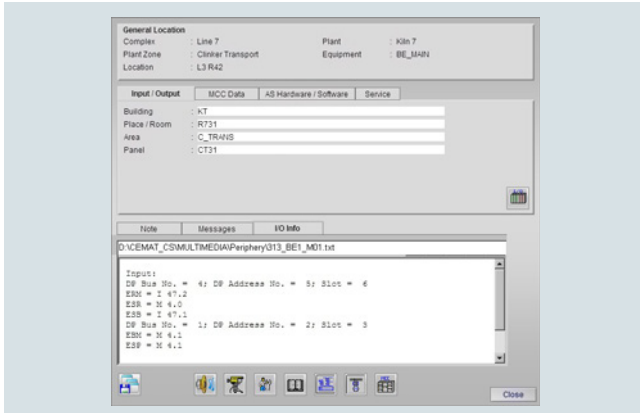 General Location
Complex : Line 7 Plant : Kiln 7
Plant Zone : Clinker Transport Equipment : BE_MAIN
Location : L3 R42
Input / Output MCC Data AS Hardware / Software Service
Building : KT
Place / Room : R731
Area : C_TRANS
Panel : CT31
Note Messages I/O Info
D:\CEMAT_CS\MULTIMEDIA\Periphery\313_BE1_M01.txt
Input:
DP Bus No. = 4; DP Address No. = 5; Slot = 6
ERM = I 47.2
ESR = M 4.0
ESB = I 47.1
DP Bus No. = 1; DP Address No. = 2; Slot = 3
EBM = M 4.1
ESP = M 4.1
Close